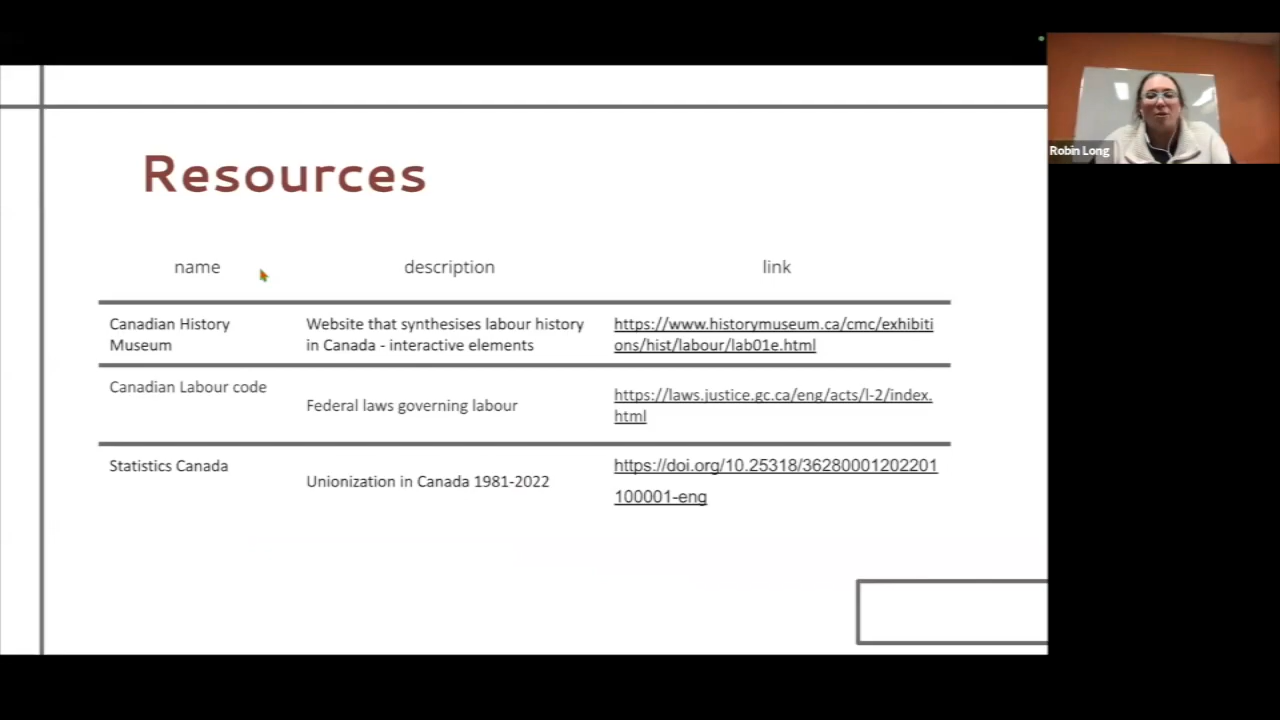 Resources
name description link
Canadian History Museum
Website that synthesises labour history in Canada - interactive elements
https://www.historymuseum.ca/cmc/exhibiti
ons/hist/labour/lab01e.html
Canadian Labour code
Federal laws governing labour
https://laws.justice.gc.ca/eng/acts/l-2/index.
html
Statistics Canada
Unionization in Canada 1981-2022
https://doi.org/10.25318/36280001202201
100001-eng
Robin Long